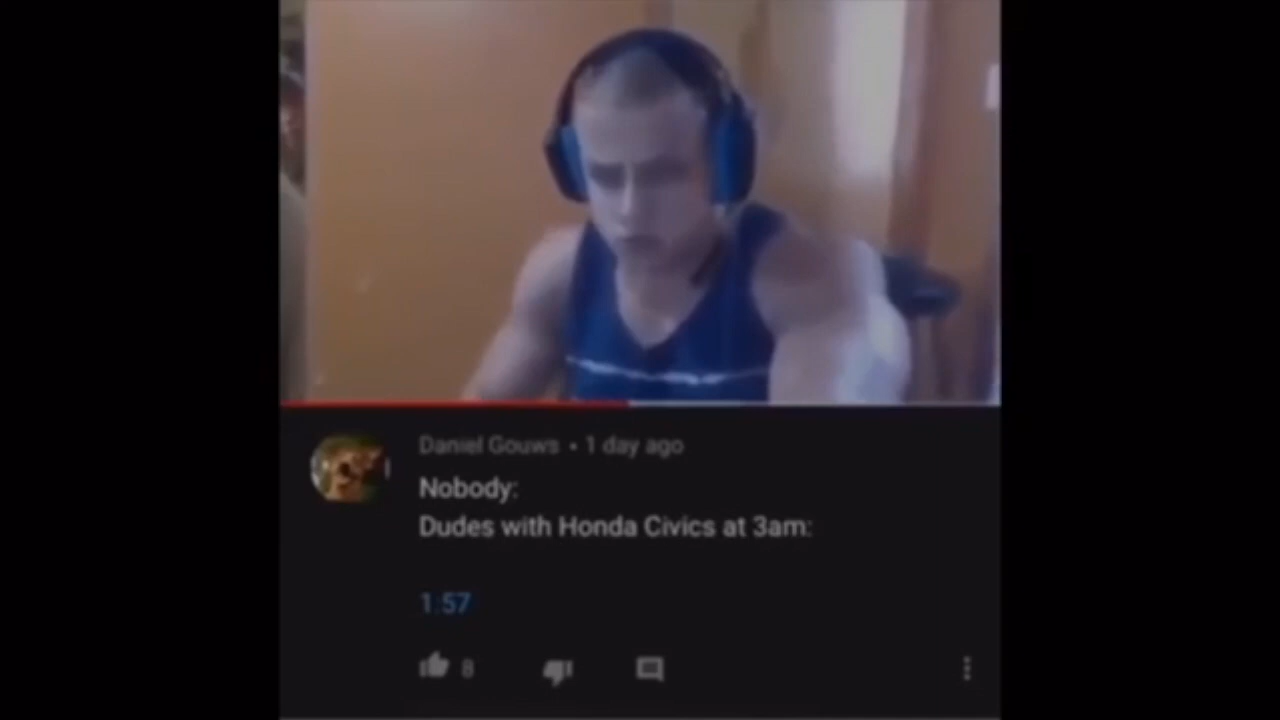 Daniel Gouws • 1 day ago
Nobody:
Dudes with Honda Civics at 3am:
1:57
8